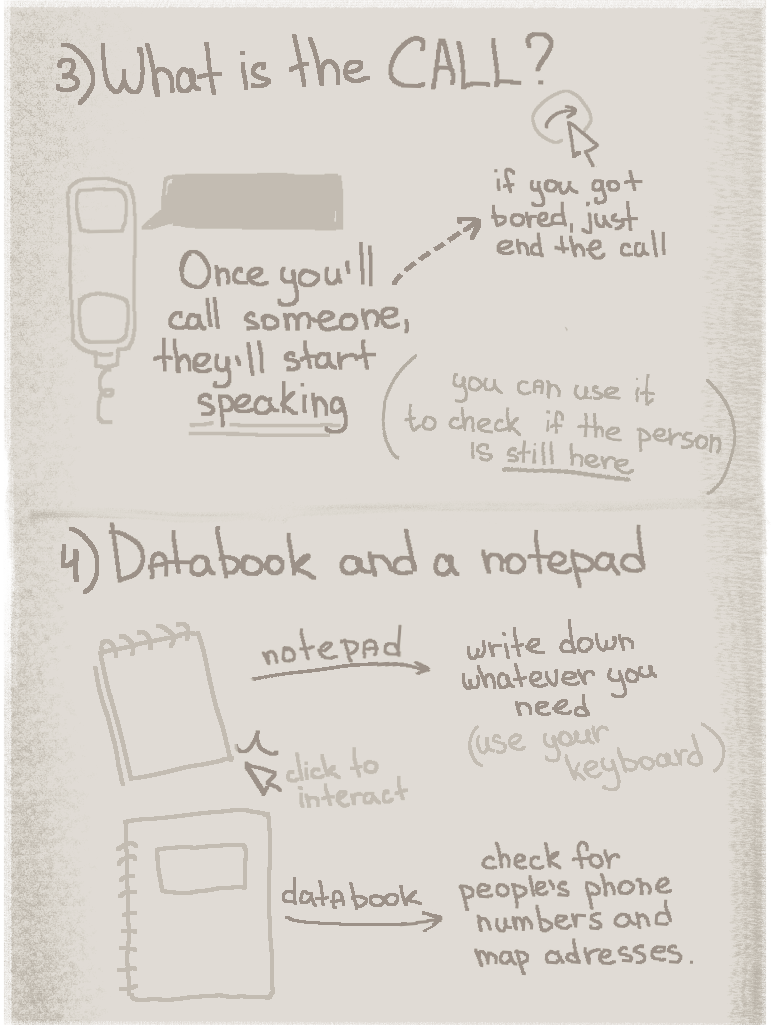 3) What is the CALL?
if you got
bored, just
end the call
Once you'll
call someone,
they'll start
speaking
(you can use it
to check if the person
is still here)
4) Databook and a notepad
notepad
write down
whatever you
need
(use your
keyboard)
click to
interact
databook
check for
people's phone
numbers and
map adresses.